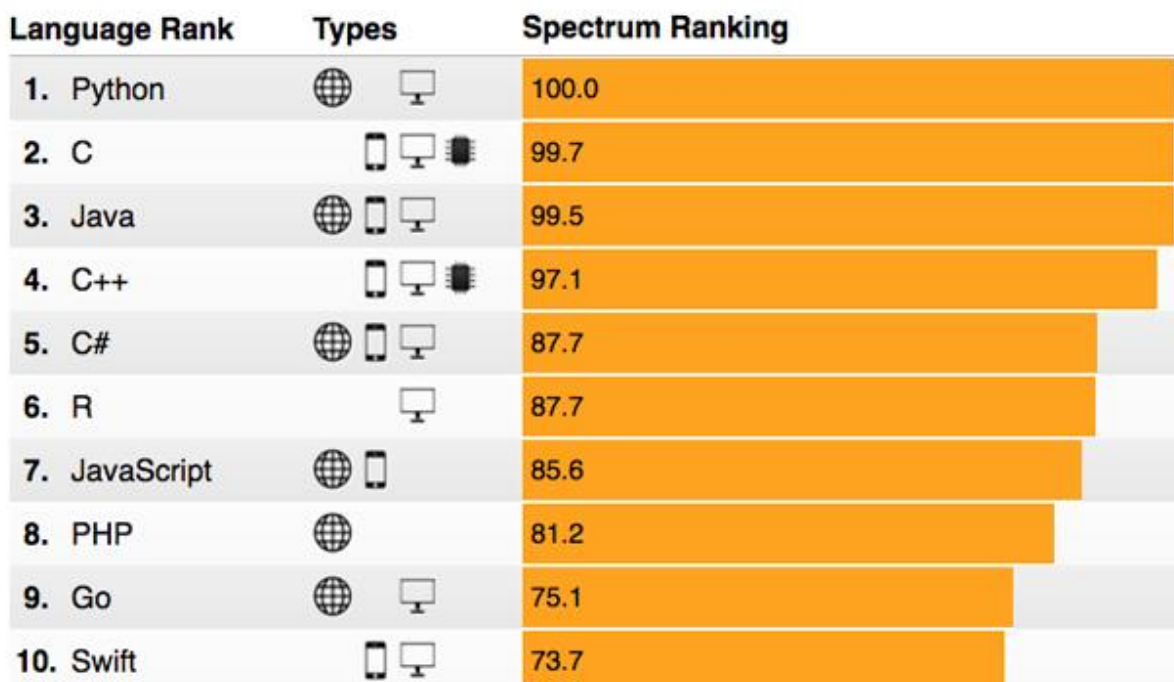 Language Rank Types Spectrum Ranking
1. Python 100.0
2. C 99.7
3. Java 99.5
4. C++ 97.1
5. C# 87.7
6. R 87.7
7. JavaScript 85.6
8. PHP 81.2
9. Go 75.1
10. Swift 73.7